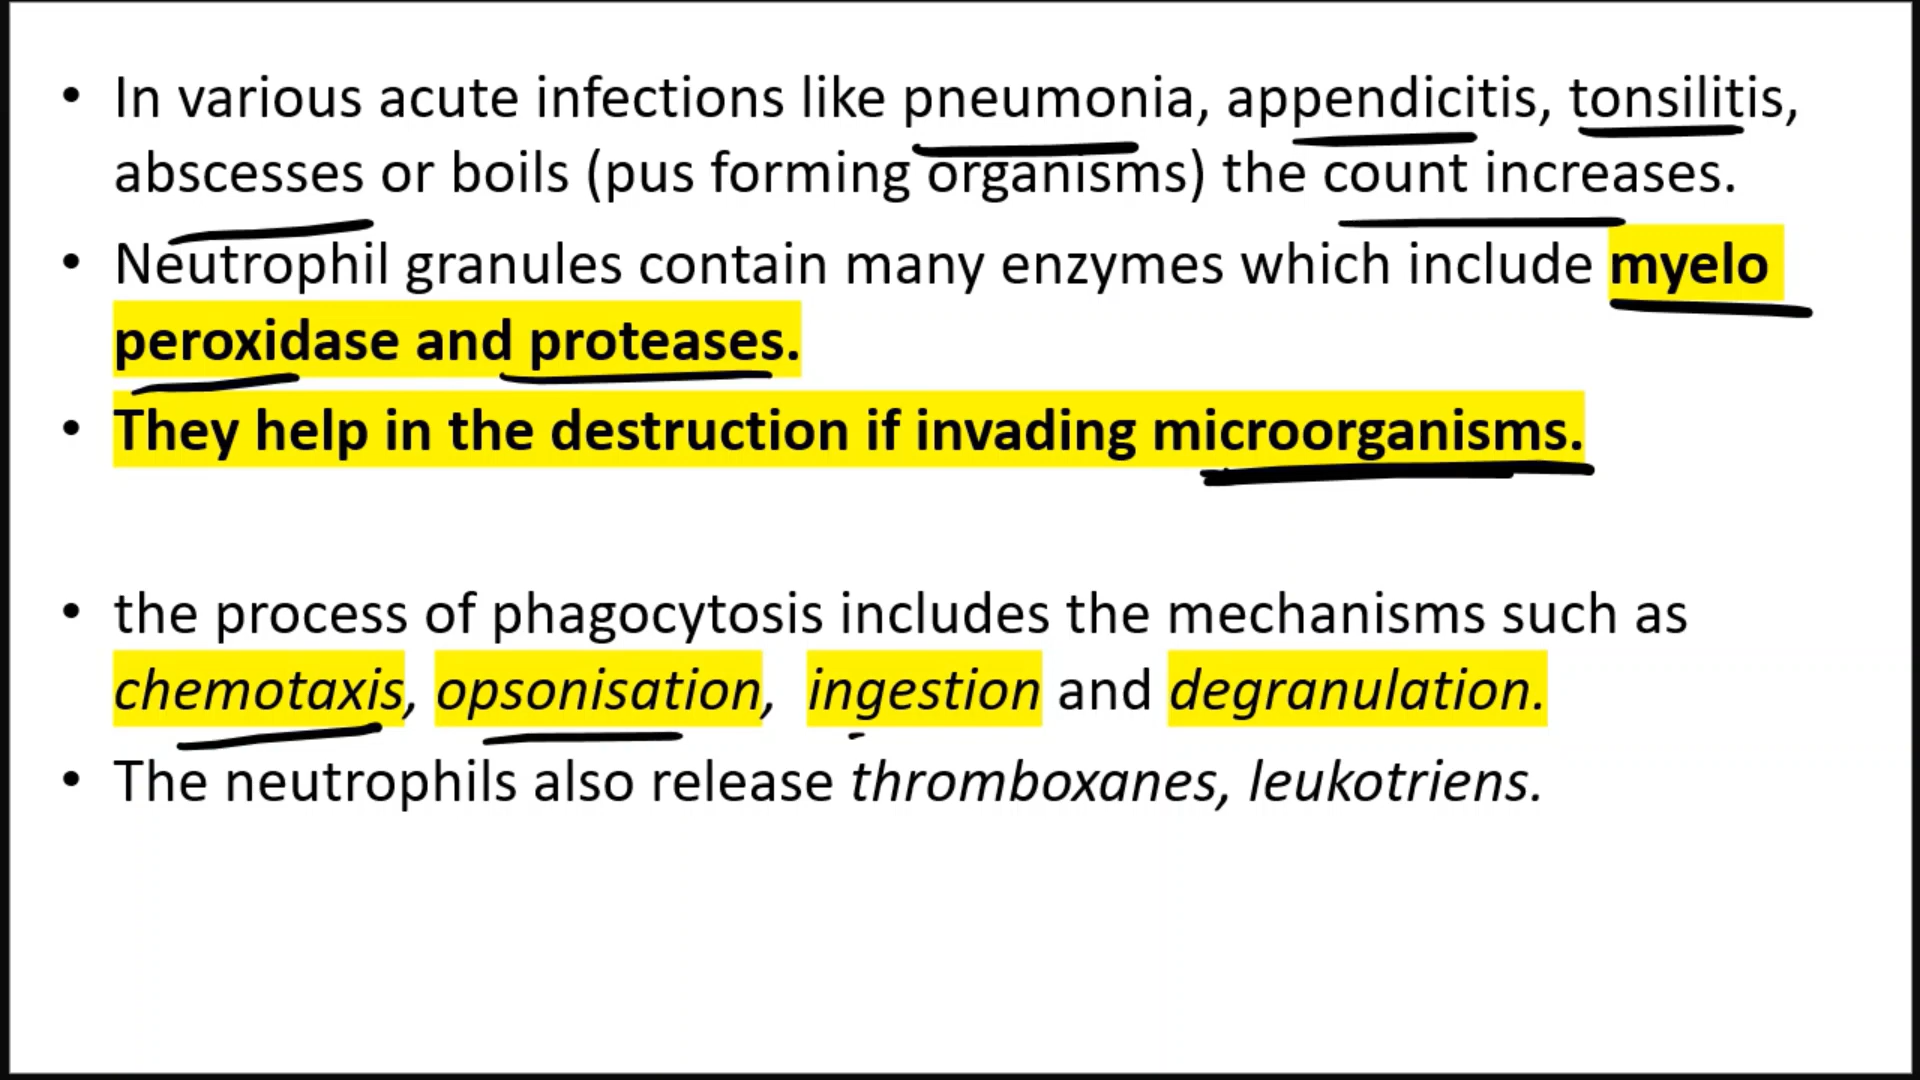 • In various acute infections like pneumonia, appendicitis, tonsilitis,
abscesses or boils (pus forming organisms) the count increases.
• Neutrophil granules contain many enzymes which include myelo
peroxidase and proteases.
• They help in the destruction if invading microorganisms.
• the process of phagocytosis includes the mechanisms such as
chemotaxis, opsonisation, ingestion and degranulation.
• The neutrophils also release thromboxanes, leukotriens.